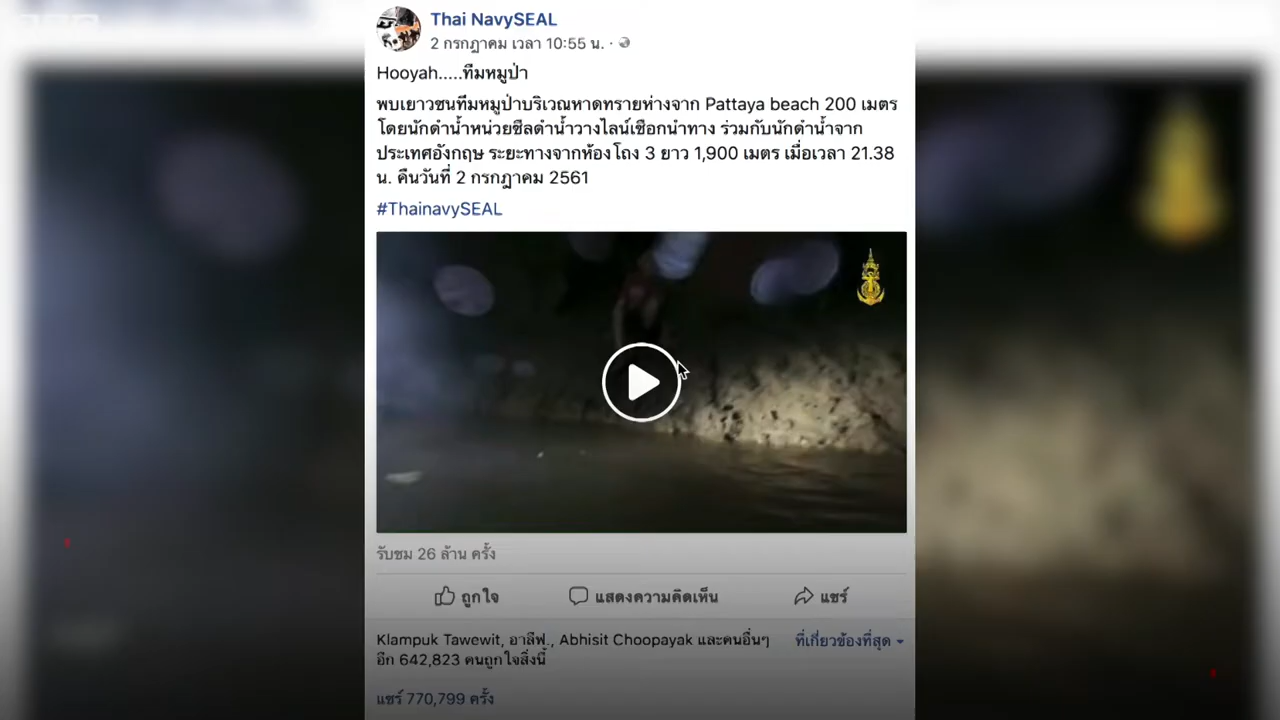 Thai NavySEAL
2 กรกฎาคม เวลา 10:55 น. ·
Hooyah.....ทีมหมูป่า
พบเยาวชนทีมหมูป่าบริเวณหาดทรายห่างจาก Pattaya beach 200 เมตร
โดยนักดำน้ำหน่วยซีลดำน้ำวางไลน์เชือกนำทาง ร่วมกับนักดำน้ำจาก
ประเทศอังกฤษ ระยะทางจากห้องโถง 3 ยาว 1,900 เมตร เมื่อเวลา 21.38
น. คืนวันที่ 2 กรกฎาคม 2561
#ThainavySEAL
รับชม 26 ล้าน ครั้ง
ถูกใจ แสดงความคิดเห็น แชร์
Klampuk Tawewit, อาลีฟ., Abhisit Choopayak และคนอื่นๆ ที่เกี่ยวข้องที่สุด
อีก 642,823 คนถูกใจสิ่งนี้
แชร์ 770,799 ครั้ง